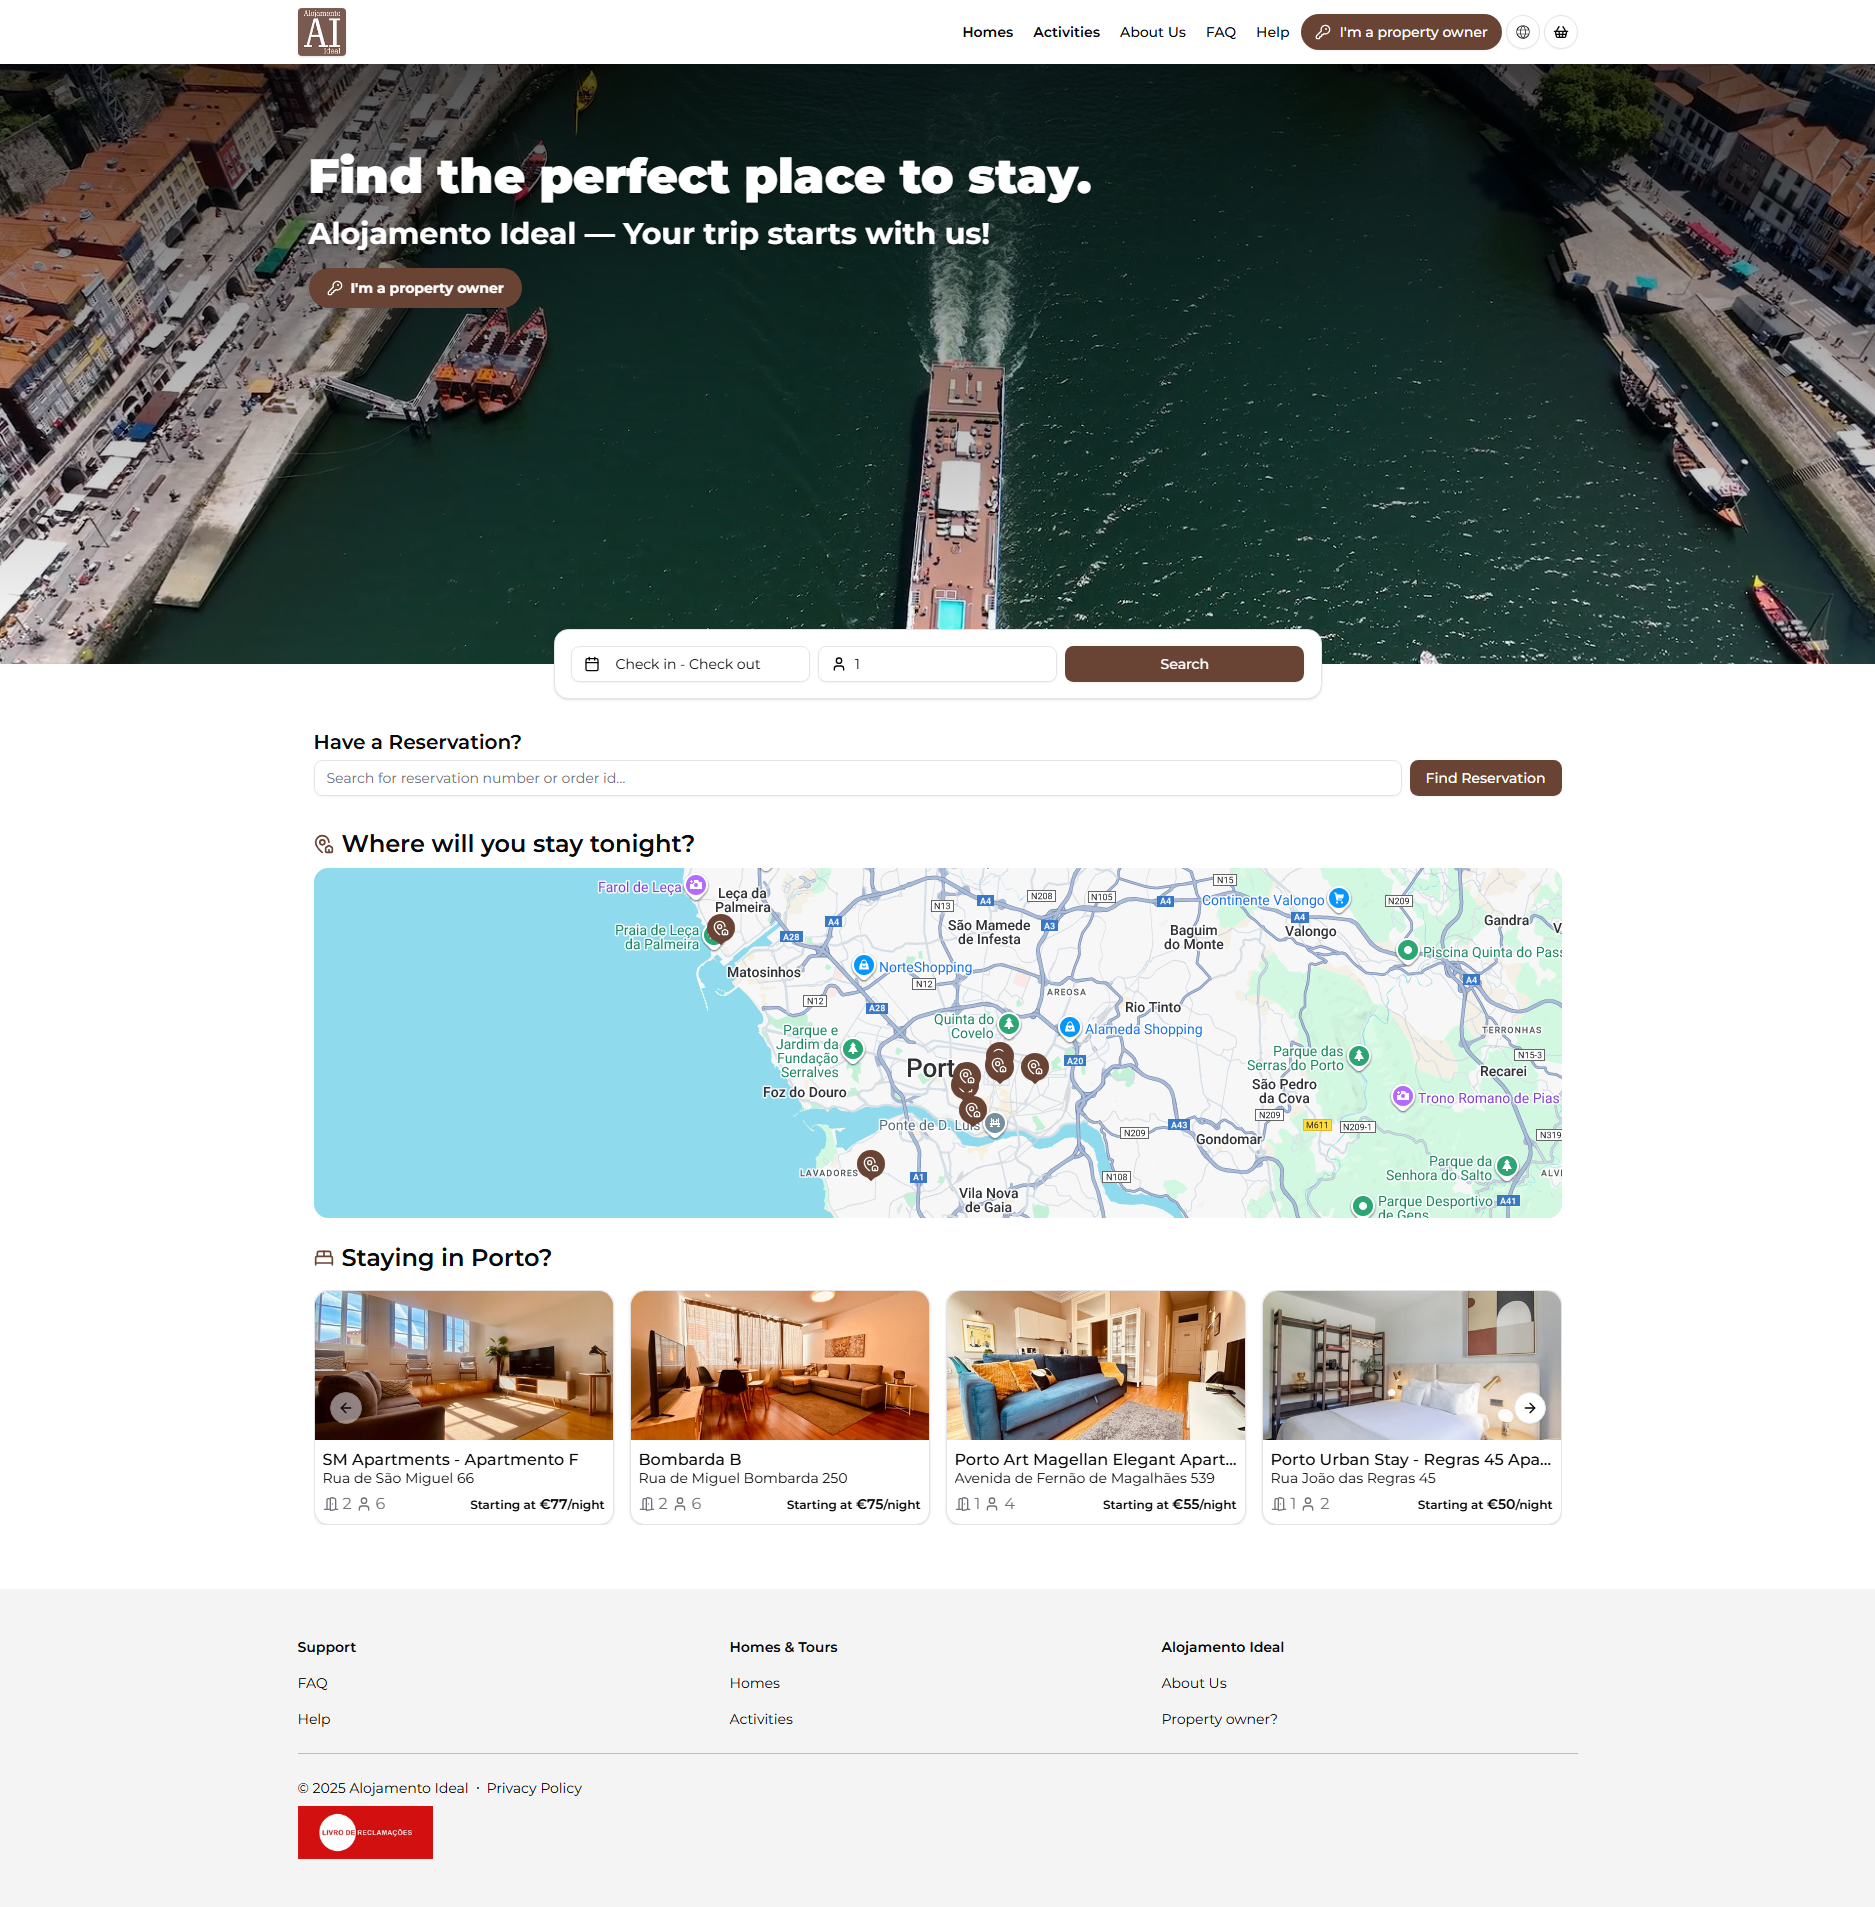 Alojamento
AI
Ideal
Homes
Activities
About Us
FAQ
Help
I'm a property owner
Find the perfect place to stay.
Alojamento Ideal — Your trip starts with us!
I'm a property owner
Check in - Check out
1
Search
Have a Reservation?
Search for reservation number or order id...
Find Reservation
Where will you stay tonight?
Farol de Leça
Leça da
Palmeira
N13
A4
N208
N105
A4
N15
Continente Valongo
A4
N209
Gandra
Praia de Leça
da Palmeira
A28
A4
São Mamede
de Infesta
A3
Baguim
do Monte
Valongo
Piscina Quinta do Pass
Matosinhos
NorteShopping
N12
A4
AREOSA
N12
A28
Rio Tinto
Quinta do
Covelo
Alameda Shopping
Parque e
Jardim da
Fundação
Serralves
TERRONHAS
Port
A20
Parque das
Serras do Porto
N15-3
Recarei
Foz do Douro
São Pedro
da Cova
Trono Romano de Pias
N209
Ponte de D. Luís
N209
A43
M611
N209-1
N319
Gondomar
LAVADORES
A1
N108
Parque da
Senhora do Salto
ALV
Vila Nova
de Gaia
Parque Desportivo
de Gens
A41
Staying in Porto?
SM Apartments - Apartmento F
Rua de São Miguel 66
2 6
Starting at €77/night
Bombarda B
Rua de Miguel Bombarda 250
2 6
Starting at €75/night
Porto Art Magellan Elegant Apart...
Avenida de Fernão de Magalhães 539
1 4
Starting at €55/night
Porto Urban Stay - Regras 45 Apa...
Rua João das Regras 45
1 2
Starting at €50/night
Support
FAQ
Help
Homes & Tours
Homes
Activities
Alojamento Ideal
About Us
Property owner?
© 2025 Alojamento Ideal · Privacy Policy
LIVRO DE RECLAMAÇÕES